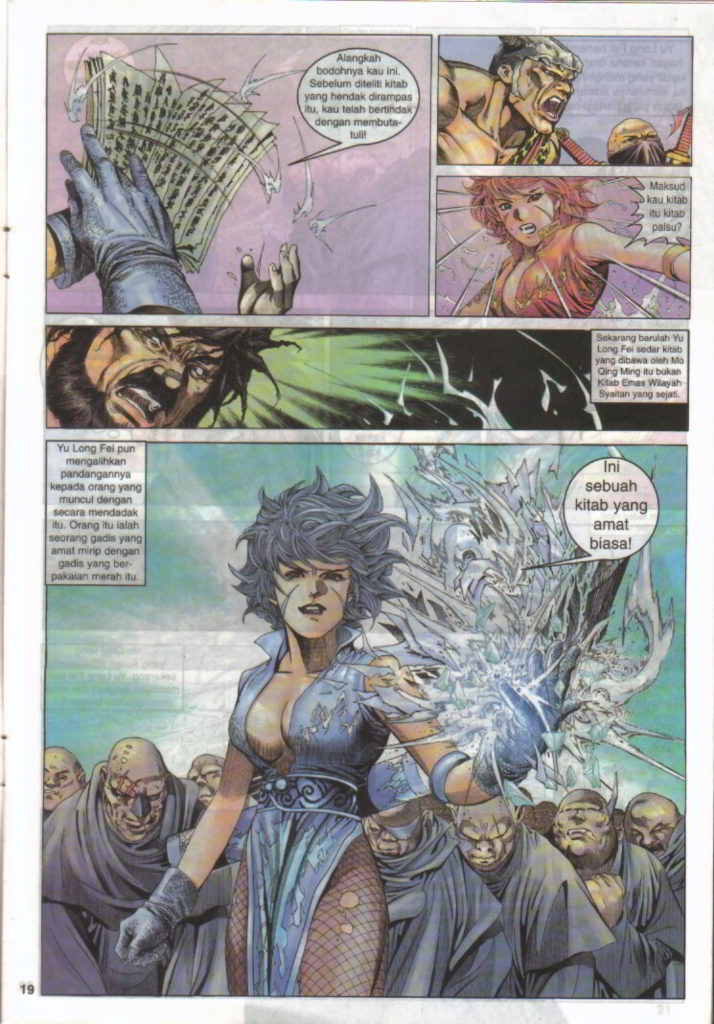 Alangkah
bodohnya kau ini.
Sebelum diteliti kitab
yang hendak dirampas
itu, kau telah bertindak
dengan membuta-
tuli!
Maksud
kau kitab
itu kitab
palsu?
Sekarang barulah Yu
Long Fei sedar kitab
yang dibawa oleh Mo
Qing Ming itu bukan
Kitab Emas Wilayah
Syaitan yang sejati.
Yu Long Fei pun
mengalihkan
pandangannya
kepada orang yang
muncul dengan
secara mendadak
itu. Orang itu ialah
seorang gadis yang
amat mirip dengan
gadis yang ber-
pakaian merah itu.
Ini
sebuah
kitab yang
amat
biasa!
19